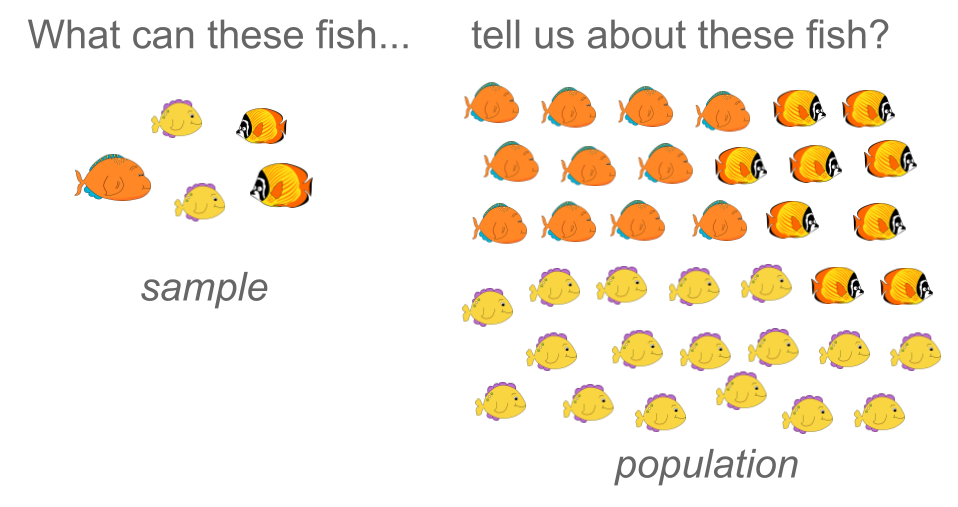 What can these fish...
tell us about these fish?
sample
population